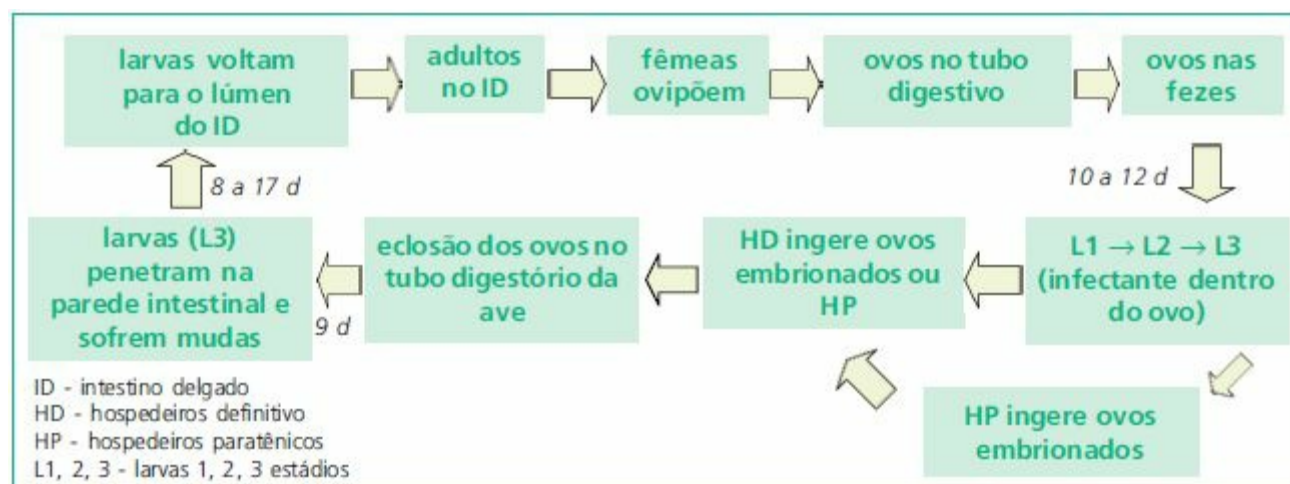 larvas voltam
para o lúmen
do ID
adultos
no ID
fêmeas
ovipõem
ovos no tubo
digestivo
ovos nas
fezes
8 a 17 d
10 a 12 d
larvas (L3)
penetram na
parede intestinal e
sofrem mudas
9 d
eclosão dos ovos no
tubo digestório da
ave
HD ingere ovos
embrionados ou
HP
L1 → L2 → L3
(infectante dentro
do ovo)
HP ingere ovos
embrionados
ID - intestino delgado
HD - hospedeiros definitivo
HP - hospedeiros paratênicos
L1, 2, 3 - larvas 1, 2, 3 estádios